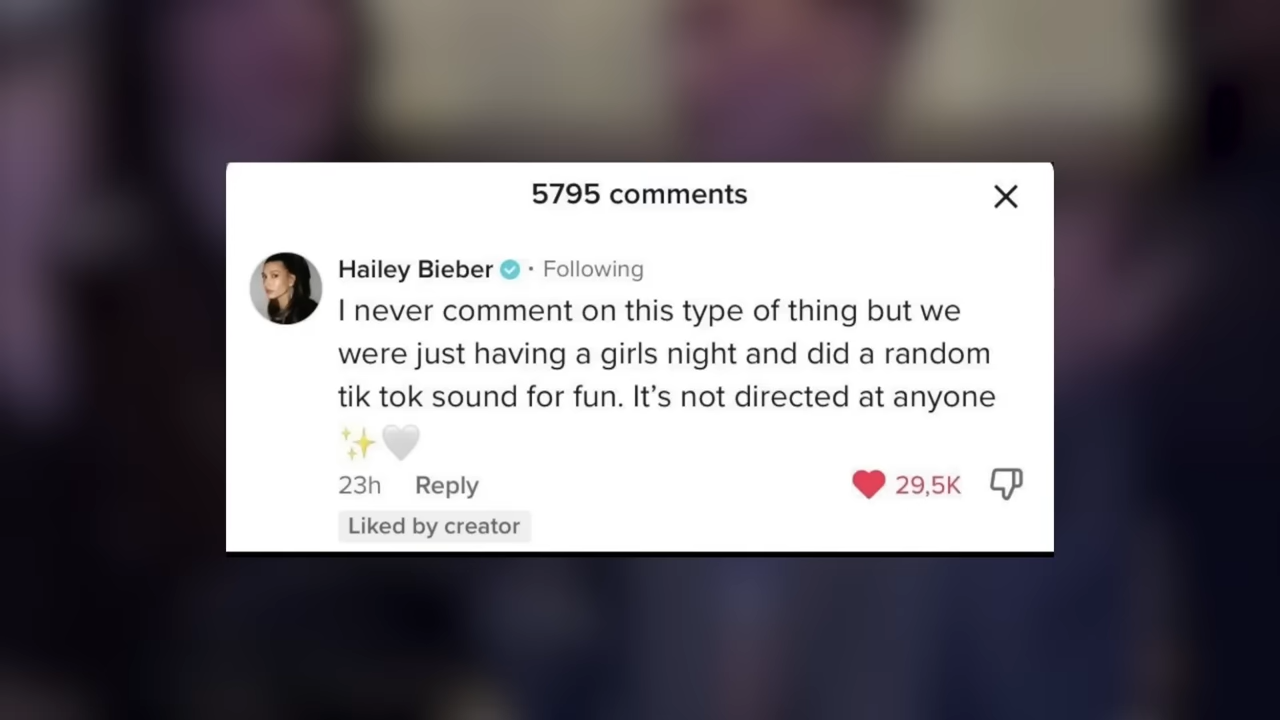 5795 comments
Hailey Bieber · Following
I never comment on this type of thing but we
were just having a girls night and did a random
tik tok sound for fun. It’s not directed at anyone
✨🤍
23h Reply 29,5K
Liked by creator